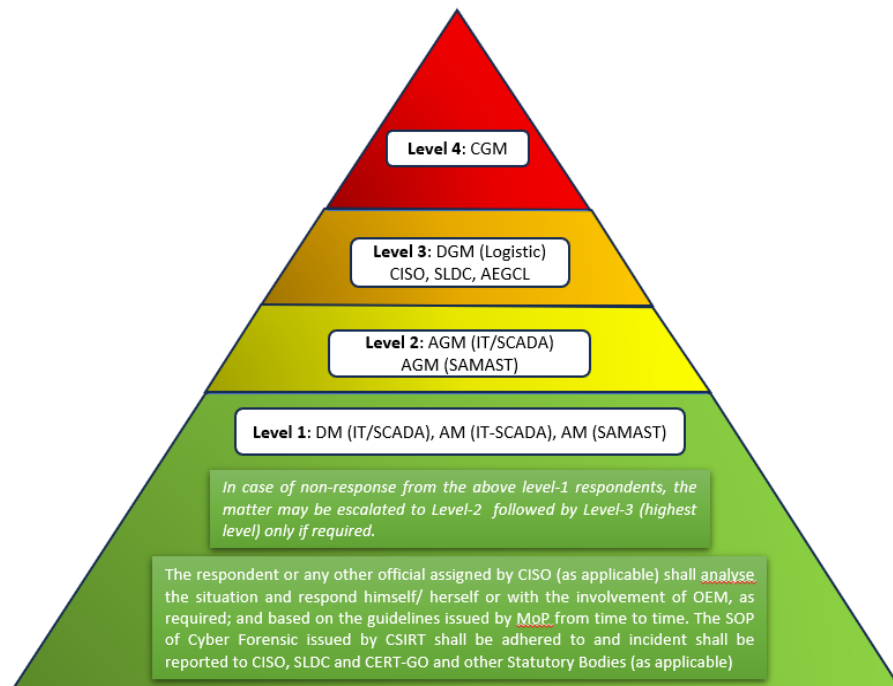 Level 4: CGM
Level 3: DGM (Logistic)
CISO, SLDC, AEGCL
Level 2: AGM (IT/SCADA)
AGM (SAMAST)
Level 1: DM (IT/SCADA), AM (IT-SCADA), AM (SAMAST)
In case of non-response from the above level-1 respondents, the
matter may be escalated to Level-2 followed by Level-3 (highest
level) only if required.
The respondent or any other official assigned by CISO (as applicable) shall analyse
the situation and respond himself/ herself or with the involvement of OEM, as
required; and based on the guidelines issued by MoP from time to time. The SOP
of Cyber Forensic issued by CSIRT shall be adhered to and incident shall be
reported to CISO, SLDC and CERT-GO and other Statutory Bodies (as applicable)